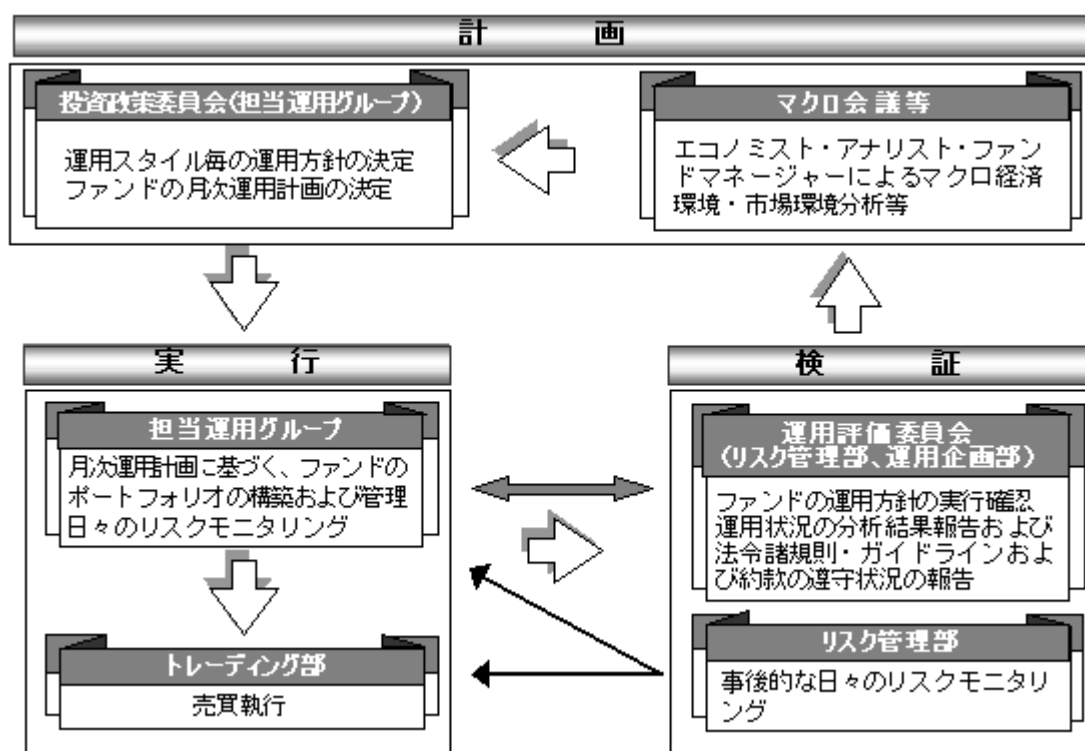 計 画
投資政策委員会(担当運用グループ)
運用スタイル毎の運用方針の決定
ファンドの月次運用計画の決定
マクロ会議等
エコノミスト・アナリスト・ファン
ドマネージャーによるマクロ経済
環境・市場環境分析等
実 行
担当運用グループ
月次運用計画に基づく、ファンドの
ポートフォリオの構築および管理
日々のリスクモニタリング
トレーディング部
売買執行
検 証
運用評価委員会
(リスク管理部、運用企画部)
ファンドの運用方針の実行確認
運用状況の分析結果報告および
法令諸規則・ガイドラインおよ
び約款の遵守状況の報告
リスク管理部
事後的な日々のリスクモニタリ
ング